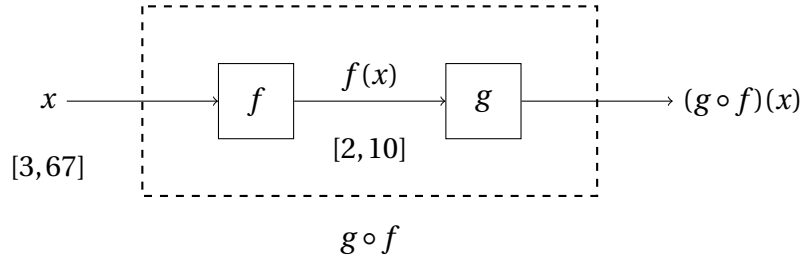 f(x)
x
f
g
(g ∘ f)(x)
[3,67]
[2,10]
g ∘ f